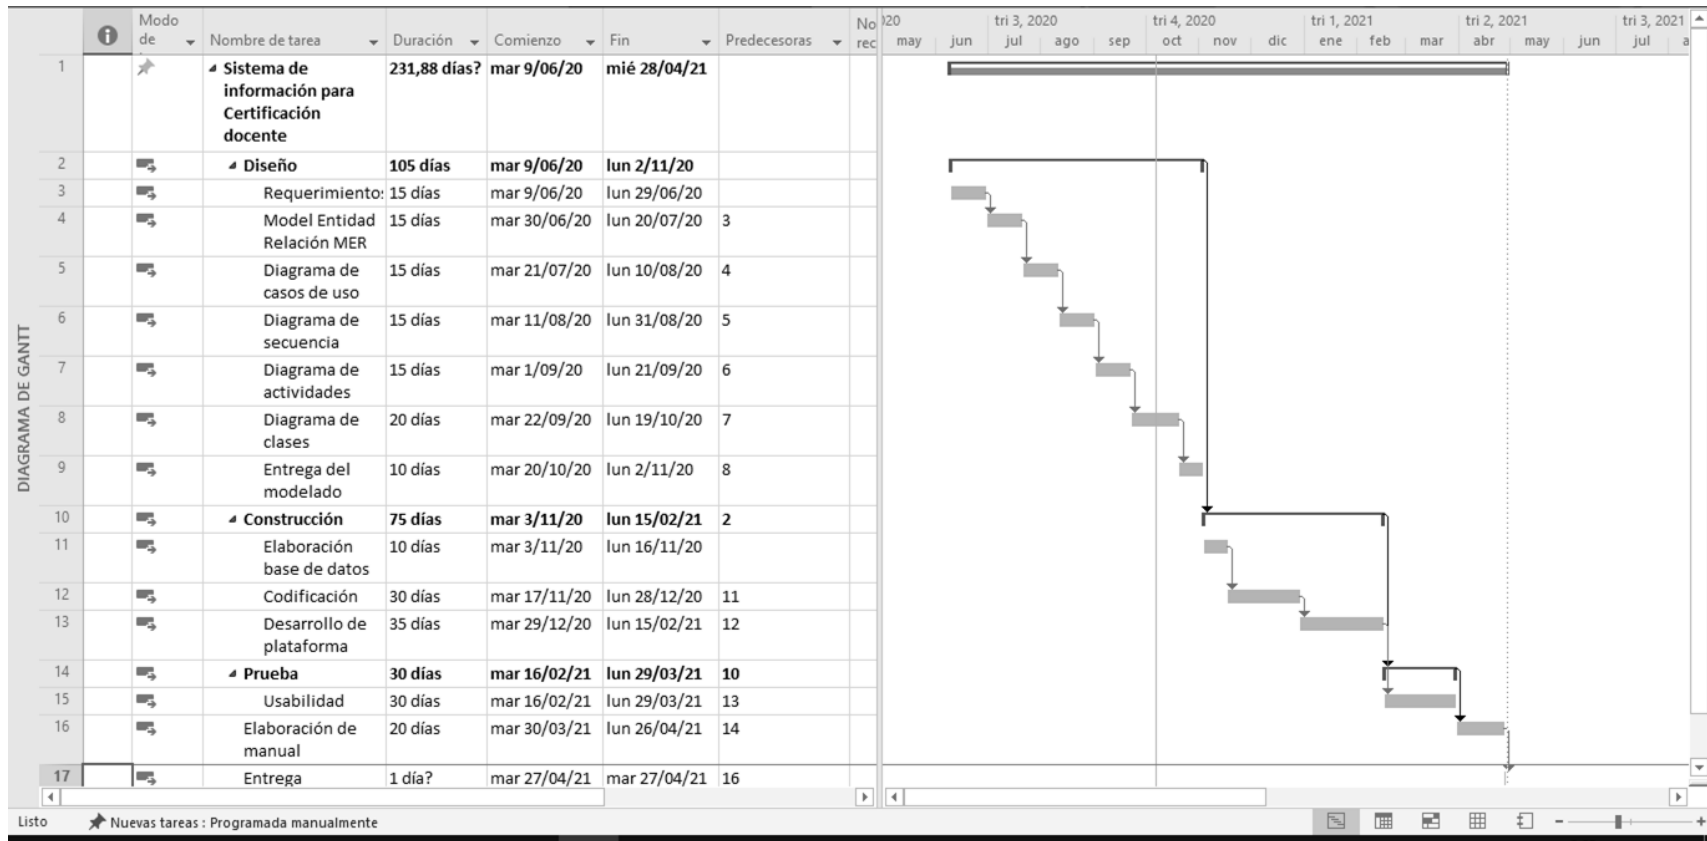 Modo de
Nombre de tarea
Duración
Comienzo
Fin
Predecesoras
No
rec
020
tri 3, 2020
tri 4, 2020
tri 1, 2021
tri 2, 2021
tri 3, 2021
may jun jul ago sep oct nov dic ene feb mar abr may jun jul a
1 Sistema de 231,88 días? mar 9/06/20 mié 28/04/21
información para
Certificación
docente
2 Diseño 105 días mar 9/06/20 lun 2/11/20
3 Requerimientos 15 días mar 9/06/20 lun 29/06/20
4 Model Entidad 15 días mar 30/06/20 lun 20/07/20 3
Relación MER
5 Diagrama de 15 días mar 21/07/20 lun 10/08/20 4
casos de uso
6 Diagrama de 15 días mar 11/08/20 lun 31/08/20 5
secuencia
7 Diagrama de 15 días mar 1/09/20 lun 21/09/20 6
actividades
8 Diagrama de 20 días mar 22/09/20 lun 19/10/20 7
clases
9 Entrega del 10 días mar 20/10/20 lun 2/11/20 8
modelado
10 Construcción 75 días mar 3/11/20 lun 15/02/21 2
11 Elaboración 10 días mar 3/11/20 lun 16/11/20
base de datos
12 Codificación 30 días mar 17/11/20 lun 28/12/20 11
13 Desarrollo de 35 días mar 29/12/20 lun 15/02/21 12
plataforma
14 Prueba 30 días mar 16/02/21 lun 29/03/21 10
15 Usabilidad 30 días mar 16/02/21 lun 29/03/21 13
16 Elaboración de 20 días mar 30/03/21 lun 26/04/21 14
manual
17 Entrega 1 día? mar 27/04/21 mar 27/04/21 16
DIAGRAMA DE GANTT
Listo
Nuevas tareas : Programada manualmente